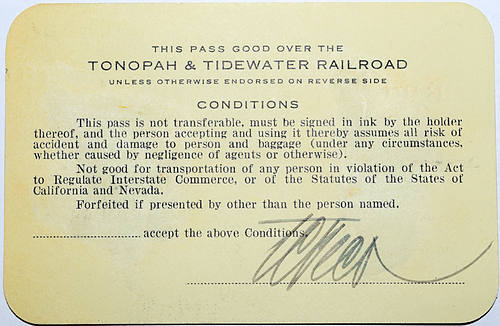 THIS PASS GOOD OVER THE
TONOPAH & TIDEWATER RAILROAD
UNLESS OTHERWISE ENDORSED ON REVERSE SIDE
CONDITIONS
This pass is not transferable, must be signed in ink by the holder
thereof, and the person accepting and using it thereby assumes all risk of
accident and damage to person and baggage (under any circumstances,
whether caused by negligence of agents or otherwise).
Not good for transportation of any person in violation of the Act
to Regulate Interstate Commerce, or of the Statutes of the States of
California and Nevada.
Forfeited if presented by other than the person named.
accept the above Conditions.